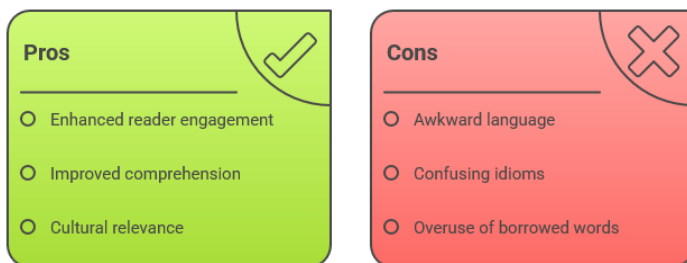 Pros
Enhanced reader engagement
Improved comprehension
Cultural relevance
Cons
Awkward language
Confusing idioms
Overuse of borrowed words